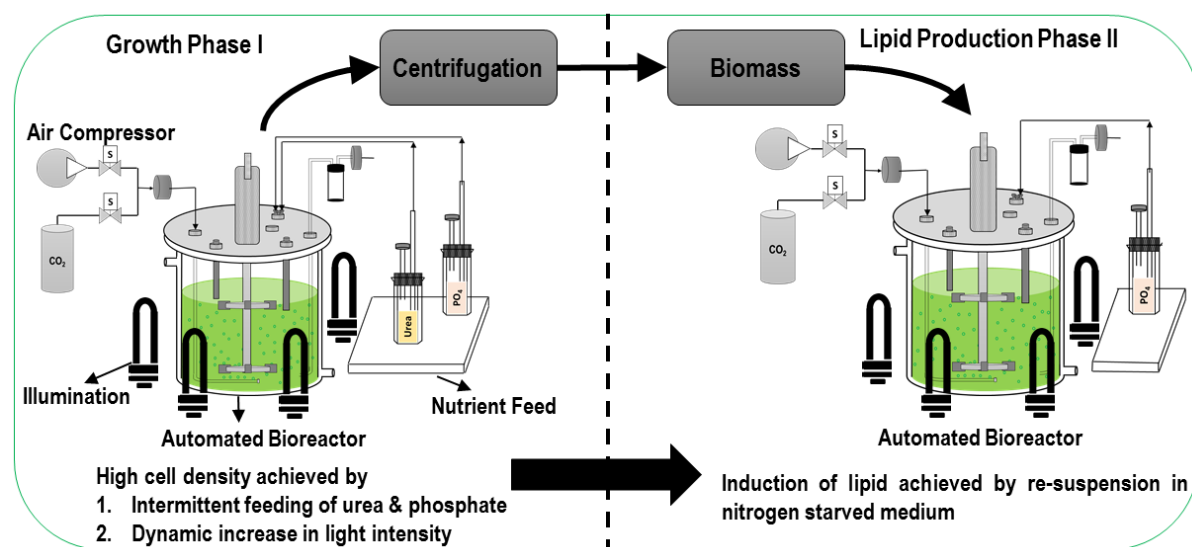 Growth Phase I
Centrifugation
Air Compressor
S
S
CO₂
Urea
PO₄
Illumination
Nutrient Feed
Automated Bioreactor
High cell density achieved by
1. Intermittent feeding of urea & phosphate
2. Dynamic increase in light intensity
Lipid Production Phase II
Biomass
S
S
CO₂
PO₄
Automated Bioreactor
Induction of lipid achieved by re-suspension in
nitrogen starved medium